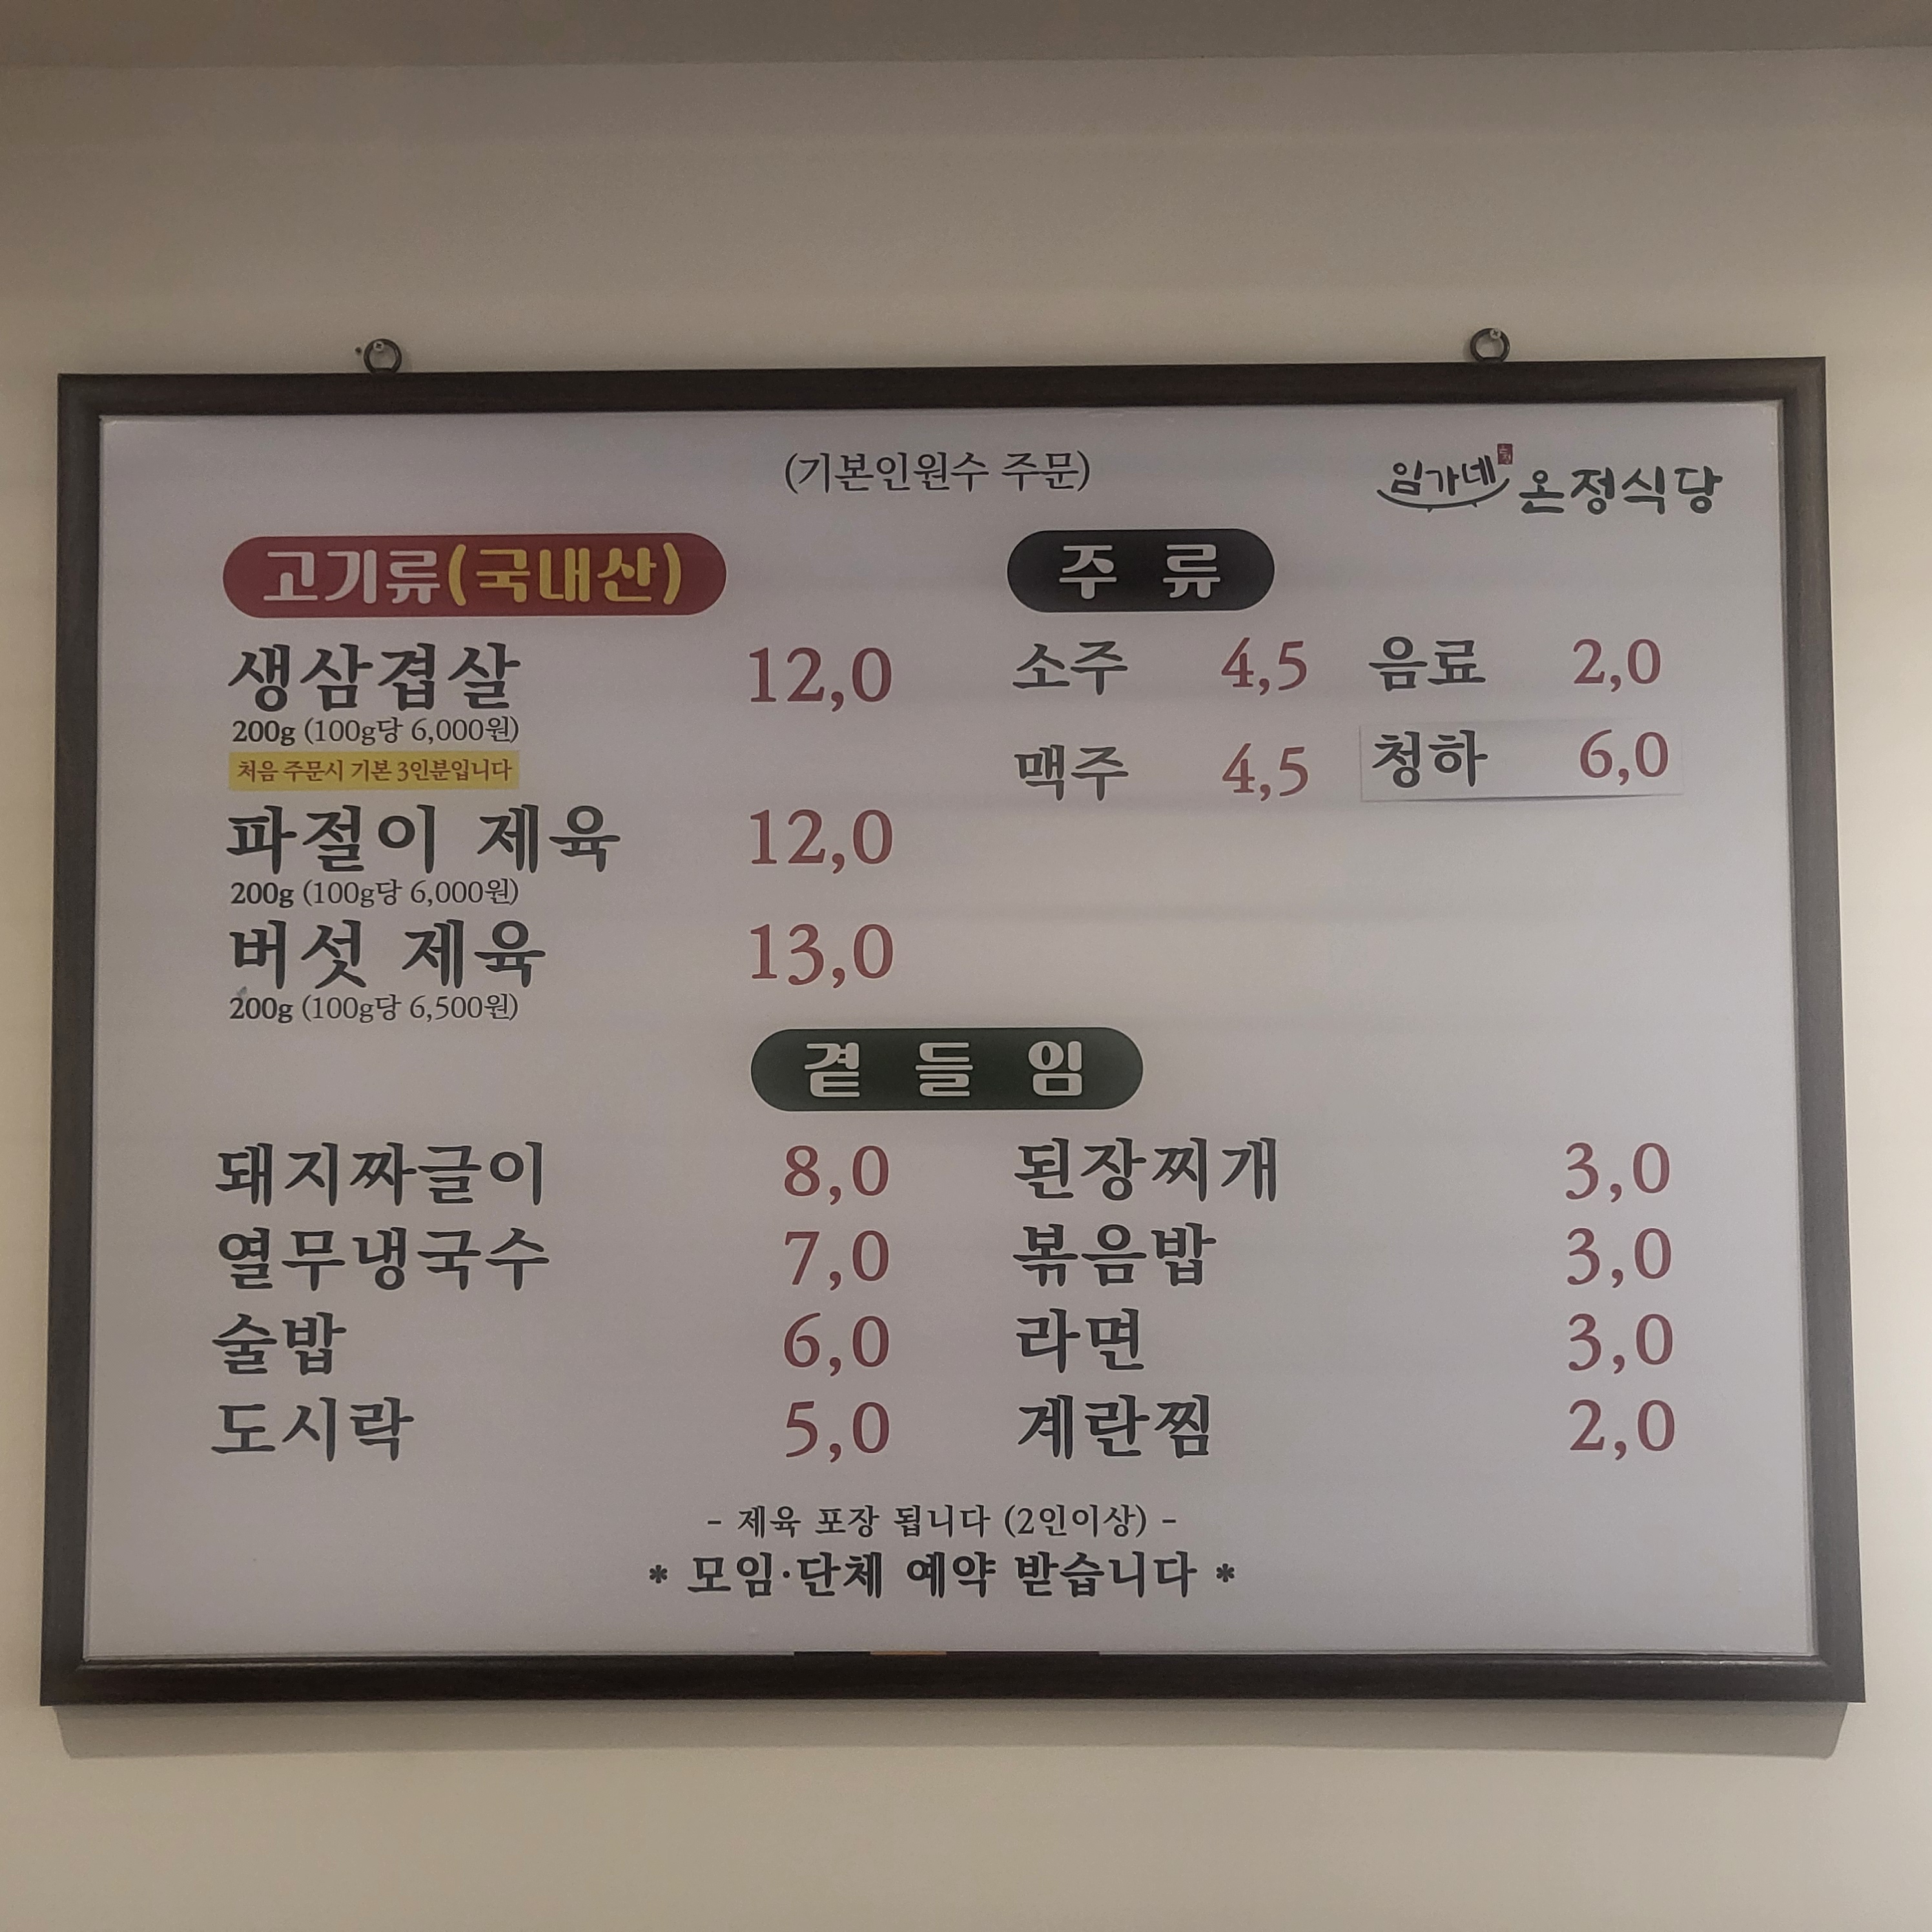 (기본인원수 주문)
임가네 온정식당
고기류(국내산)
생삼겹살 12,0
200g (100g당 6,000원)
처음 주문시 기본 3인분입니다
파절이 제육 12,0
200g (100g당 6,000원)
버섯 제육 13,0
200g (100g당 6,500원)
주 류
소주 4,5 음료 2,0
맥주 4,5 청하 6,0
곁 들 임
돼지짜글이 8,0 된장찌개 3,0
열무냉국수 7,0 볶음밥 3,0
술밥 6,0 라면 3,0
도시락 5,0 계란찜 2,0
- 제육 포장 됩니다 (2인이상) -
* 모임·단체 예약 받습니다 *